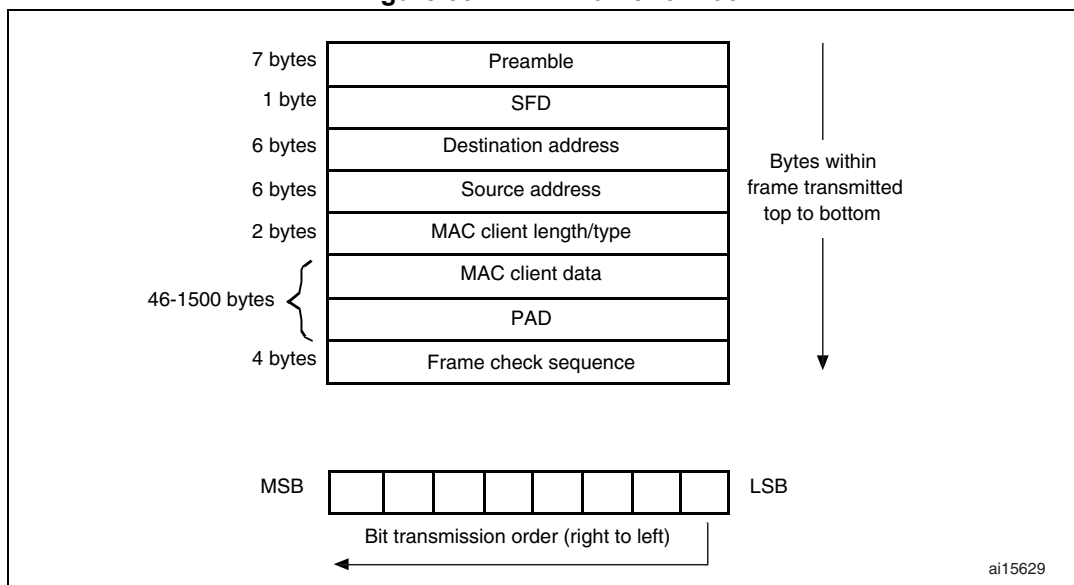 7 bytes Preamble
1 byte SFD
6 bytes Destination address
6 bytes Source address
2 bytes MAC client length/type
46-1500 bytes
MAC client data
PAD
4 bytes Frame check sequence
Bytes within
frame transmitted
top to bottom
MSB LSB
Bit transmission order (right to left)
ai15629